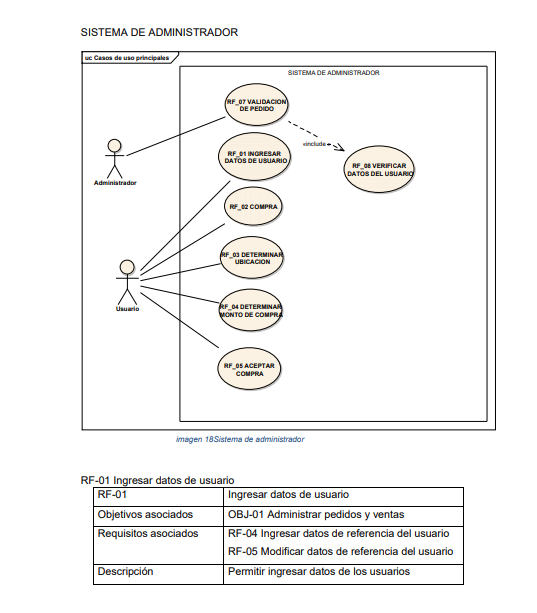 SISTEMA DE ADMINISTRADOR
uc Casos de uso principales
SISTEMA DE ADMINISTRADOR
RF_07 VALIDACION
DE PEDIDO
«include»
RF_01 INGRESAR
DATOS DE USUARIO
RF_08 VERIFICAR
DATOS DEL USUARIO
Administrador
RF_02 COMPRA
RF_03 DETERMINAR
UBICACION
Usuario
RF_04 DETERMINAR
MONTO DE COMPRA
RF_05 ACEPTAR
COMPRA
imagen 18Sistema de administrador
RF-01 Ingresar datos de usuario
RF-01 Ingresar datos de usuario
Objetivos asociados OBJ-01 Administrar pedidos y ventas
Requisitos asociados RF-04 Ingresar datos de referencia del usuario
RF-05 Modificar datos de referencia del usuario
Descripción Permitir ingresar datos de los usuarios